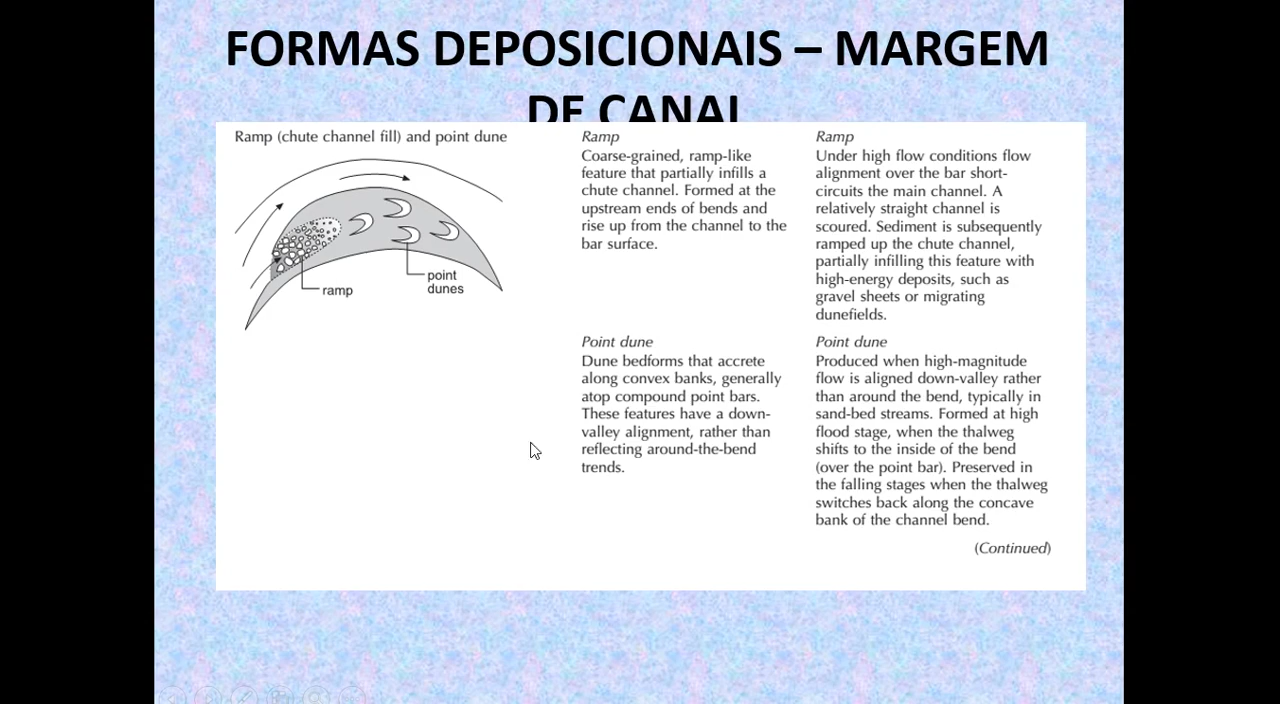 FORMAS DEPOSICIONAIS – MARGEM
DE CANAL
Ramp (chute channel fill) and point dune
point
dunes
ramp
Ramp
Coarse-grained, ramp-like
feature that partially infills a
chute channel. Formed at the
upstream ends of bends and
rise up from the channel to the
bar surface.
Ramp
Under high flow conditions flow
alignment over the bar short-
circuits the main channel. A
relatively straight channel is
scoured. Sediment is subsequently
ramped up the chute channel,
partially infilling this feature with
high-energy deposits, such as
gravel sheets or migrating
dunefields.
Point dune
Dune bedforms that accrete
along convex banks, generally
atop compound point bars.
These features have a down-
valley alignment, rather than
reflecting around-the-bend
trends.
Point dune
Produced when high-magnitude
flow is aligned down-valley rather
than around the bend, typically in
sand-bed streams. Formed at high
flood stage, when the thalweg
shifts to the inside of the bend
(over the point bar). Preserved in
the falling stages when the thalweg
switches back along the concave
bank of the channel bend.
(Continued)